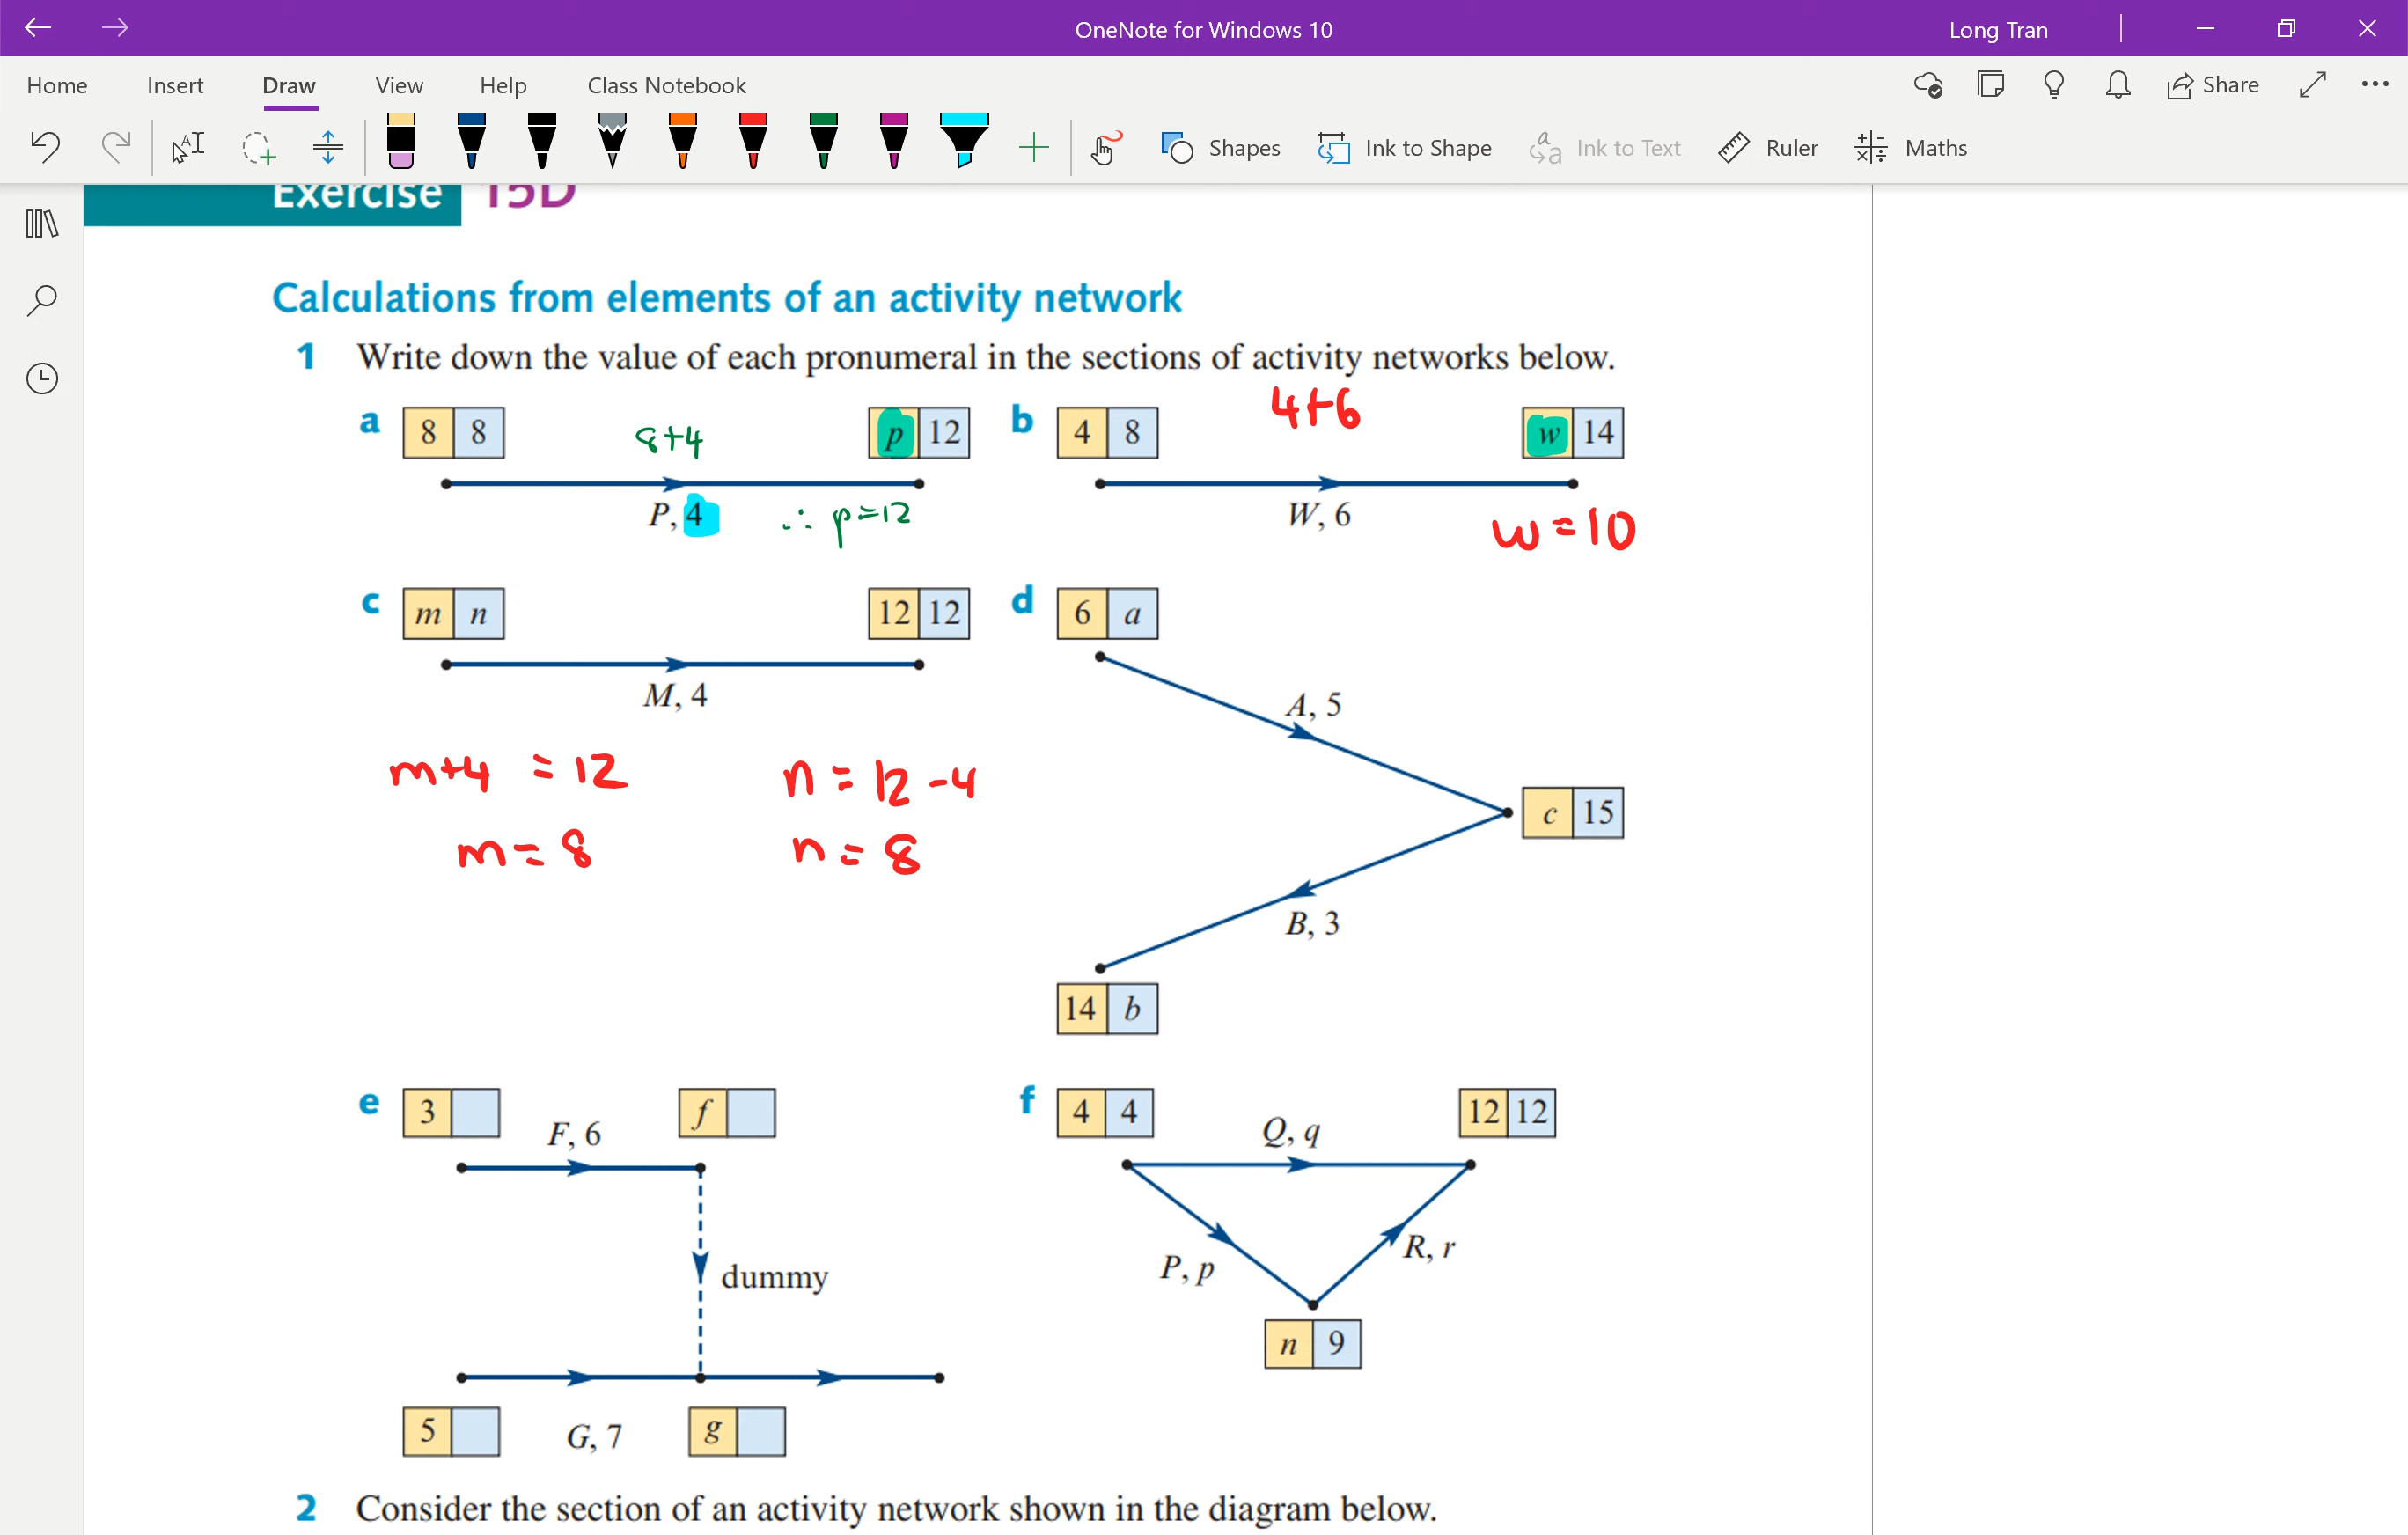 OneNote for Windows 10
Long Tran
Home Insert Draw View Help Class Notebook Share
Shapes Ink to Shape Ink to Text Ruler Maths
Exercise 15D
Calculations from elements of an activity network
1 Write down the value of each pronumeral in the sections of activity networks below.
a 8 8 8+4 p 12
P, 4 ∴ p=12
b 4 8 4+6 w 14
W, 6 w=10
c m n 12 12
M, 4
m+4 = 12 n = 12 -4
m = 8 n = 8
d 6 a
A, 5
c 15
B, 3
14 b
e 3 F, 6 f
dummy
5 G, 7 g
f 4 4 Q, q 12 12
P, p R, r
n 9
2 Consider the section of an activity network shown in the diagram below.